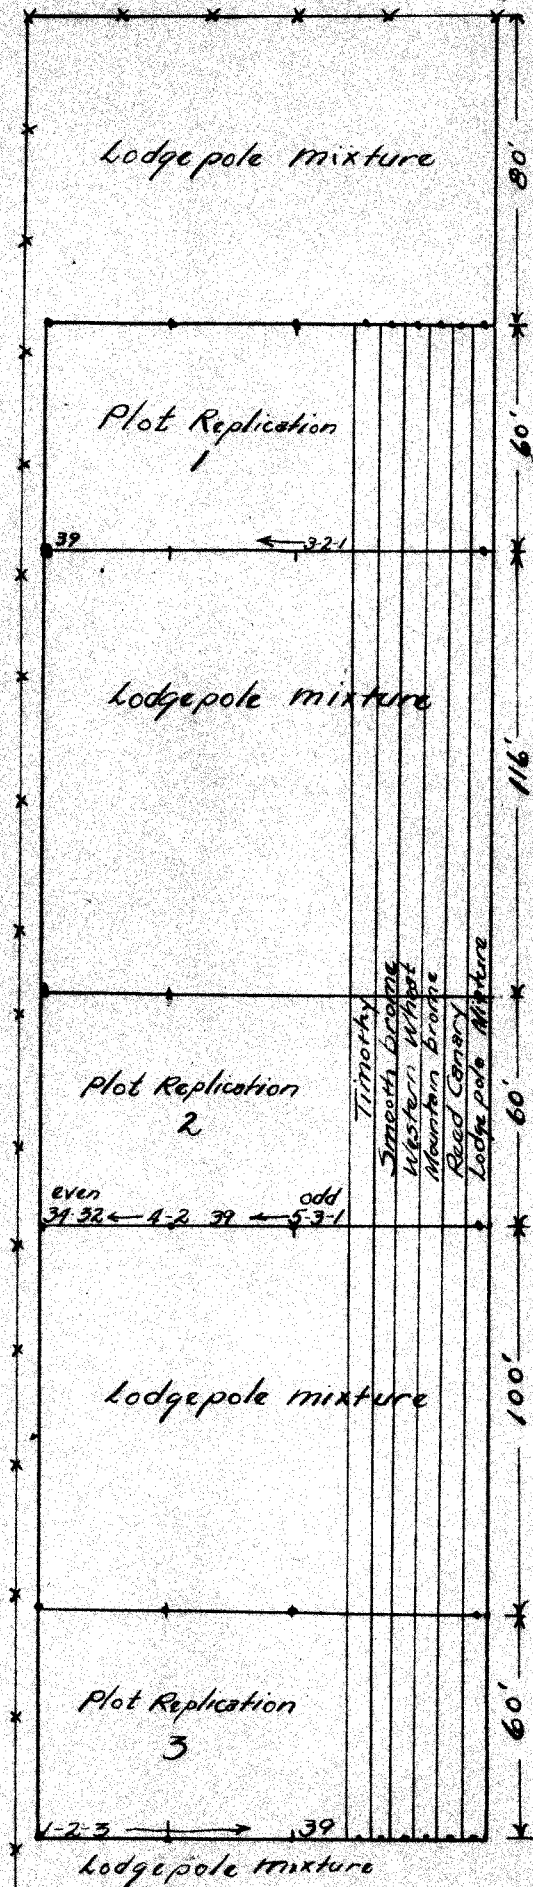 Lodgepole mixture
80'
Plot Replication
1
60'
39 ← 3-2-1
Lodgepole mixture
116'
Timothy
Smooth brome
Western Wheat
Mountain brome
Reed Canary
Lodgepole Mixture
Plot Replication
2
60'
even odd
34-32 ← 4-2 39 ← 5-3-1
Lodgepole mixture
100'
Plot Replication
3
60'
1-2-3 → 39
Lodgepole mixture